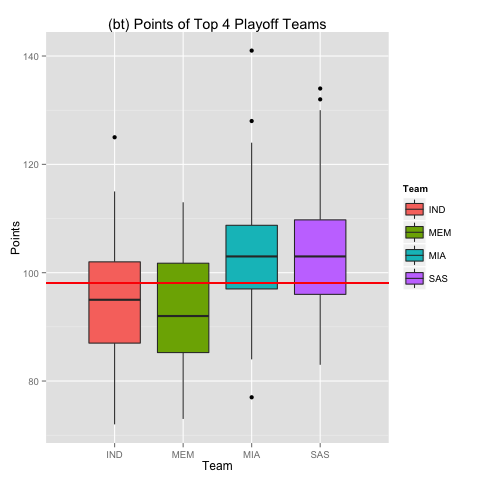 (bt) Points of Top 4 Playoff Teams
140
120
100
80
Points
IND MEM MIA SAS
Team
Team
IND
MEM
MIA
SAS